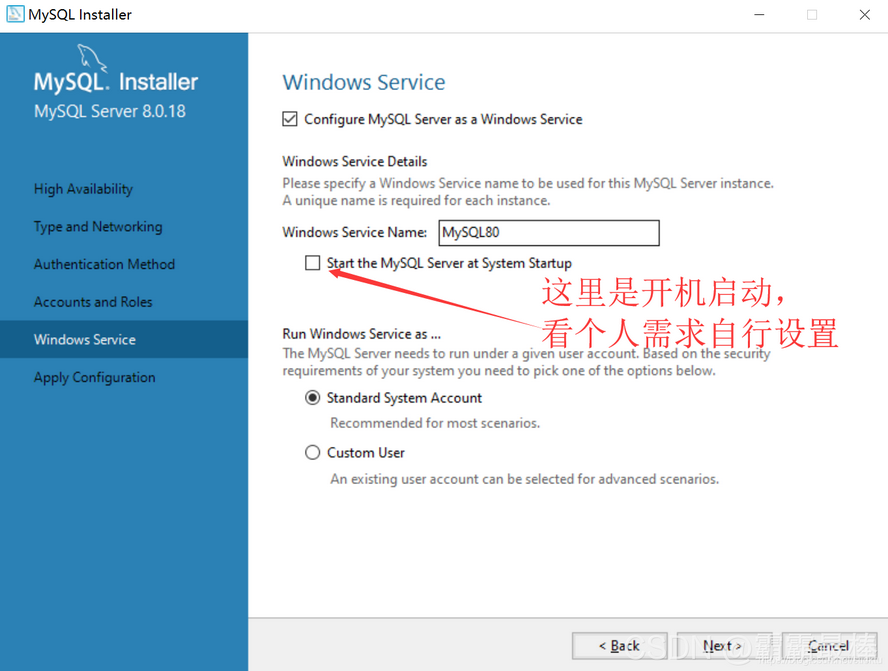 MySQL Installer
MySQL. Installer
MySQL Server 8.0.18
High Availability
Type and Networking
Authentication Method
Accounts and Roles
Windows Service
Apply Configuration
Windows Service
Configure MySQL Server as a Windows Service
Windows Service Details
Please specify a Windows Service name to be used for this MySQL Server instance.
A unique name is required for each instance.
Windows Service Name: MySQL80
Start the MySQL Server at System Startup
这里是开机启动，
看个人需求自行设置
Run Windows Service as ...
The MySQL Server needs to run under a given user account. Based on the security
requirements of your system you need to pick one of the options below.
Standard System Account
Recommended for most scenarios.
Custom User
An existing user account can be selected for advanced scenarios.
< Back
Next >
Cancel